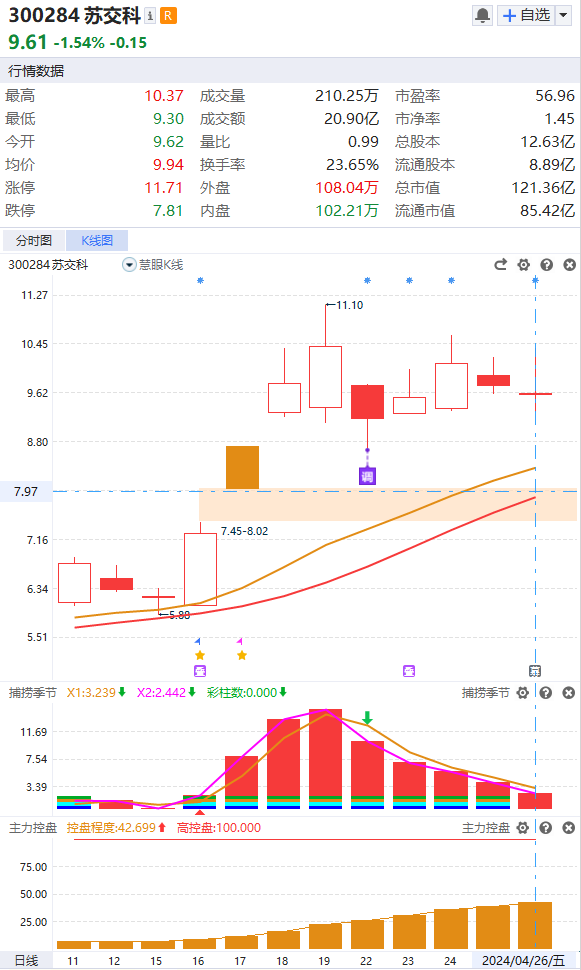 300284 苏交科 i R
自选
9.61 -1.54% -0.15
行情数据
最高 10.37 成交量 210.25万 市盈率 56.96
最低 9.30 成交额 20.90亿 市净率 1.45
今开 9.62 量比 0.99 总股本 12.63亿
均价 9.94 换手率 23.65% 流通股本 8.89亿
涨停 11.71 外盘 108.04万 总市值 121.36亿
跌停 7.81 内盘 102.21万 流通市值 85.42亿
分时图 K线图
300284 苏交科 慧眼K线
11.27
11.10
10.45
9.62
8.80
调
7.97
7.45-8.02
7.16
6.34
5.88
5.51
捕捞季节 X1:3.239 X2:2.442 彩柱数:0.000 捕捞季节
11.69
7.54
3.39
主力控盘 控盘程度:42.699 高控盘:100.000 主力控盘
75.00
50.00
25.00
日线 11 12 15 16 17 18 19 22 23 24 2024/04/26/五